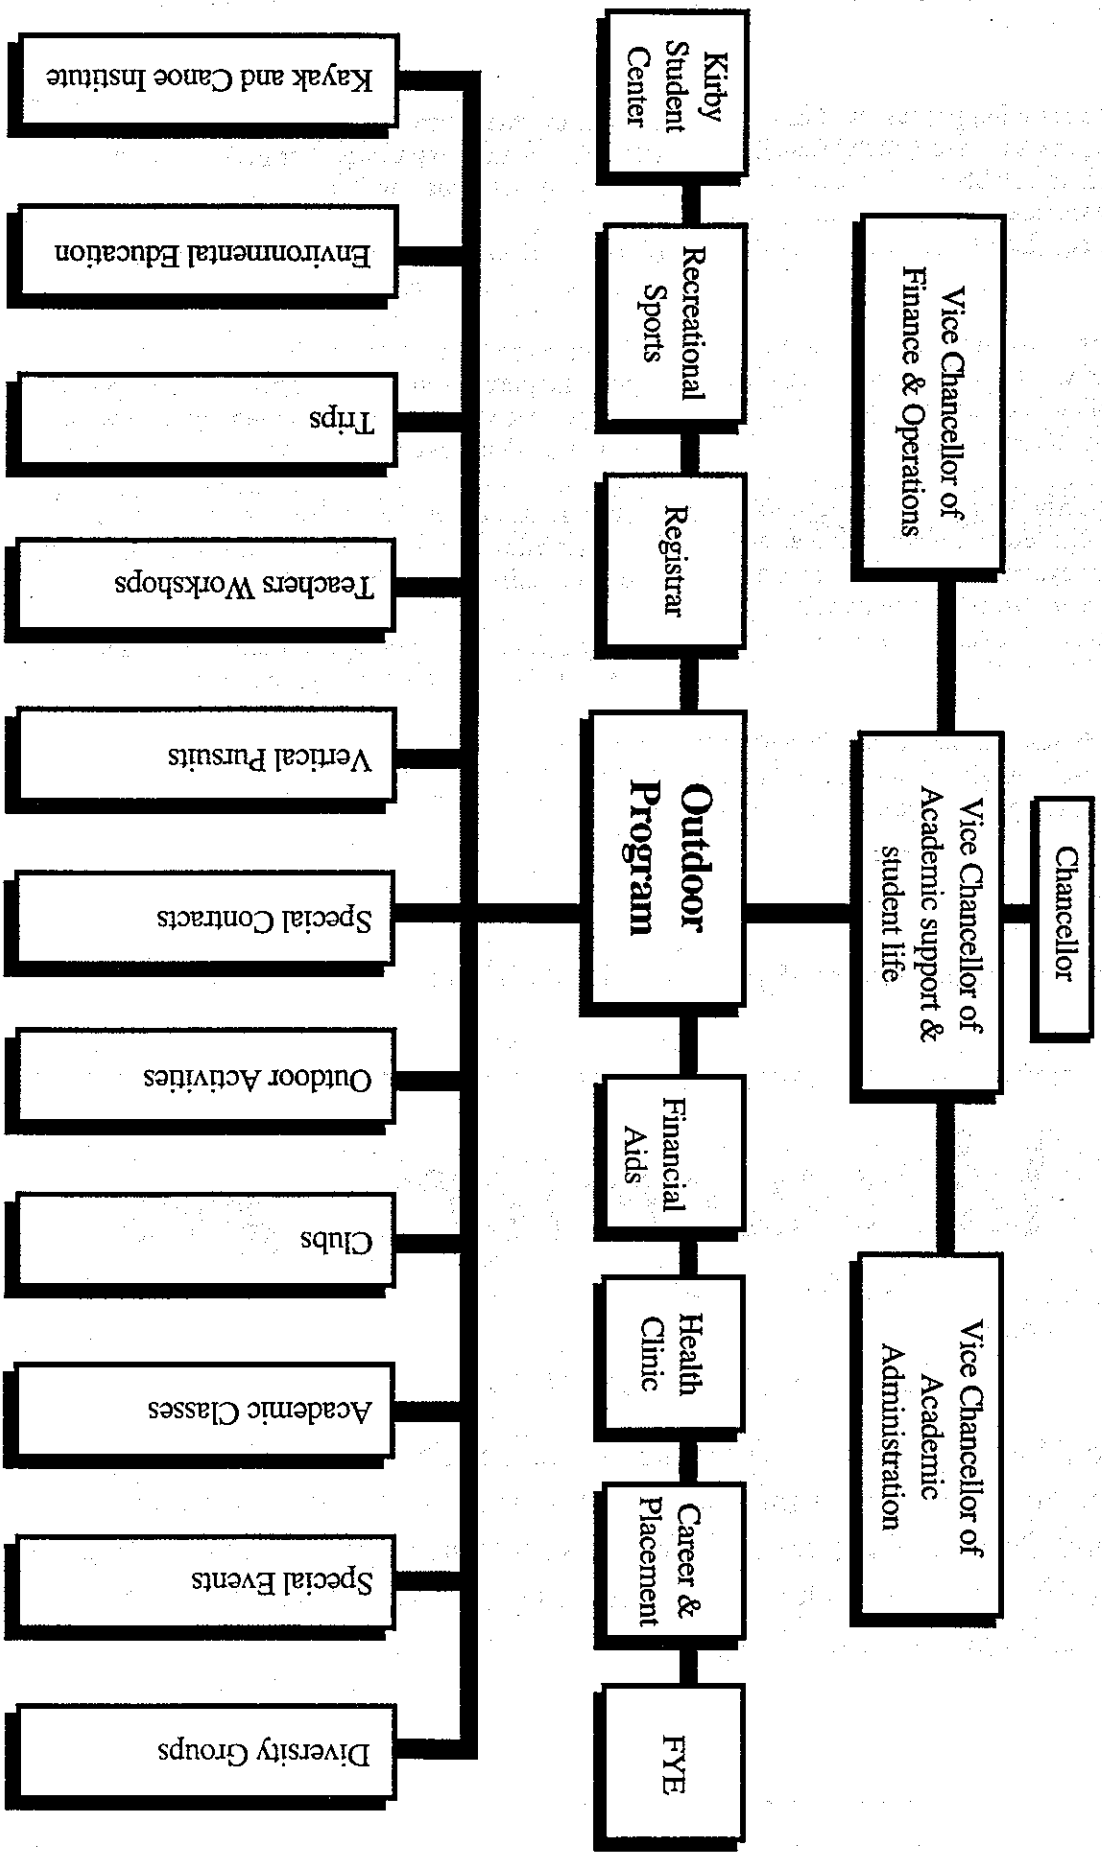 Chancellor
Vice Chancellor of
Finance & Operations
Vice Chancellor of
Academic support &
student life
Vice Chancellor of
Academic
Administration
Kirby
Student
Center
Recreational
Sports
Registrar
Outdoor
Program
Financial
Aids
Health
Clinic
Career &
Placement
FYE
Kayak and Canoe Institute
Environmental Education
Trips
Teachers Workshops
Vertical Pursuits
Special Contracts
Outdoor Activities
Clubs
Academic Classes
Special Events
Diversity Groups